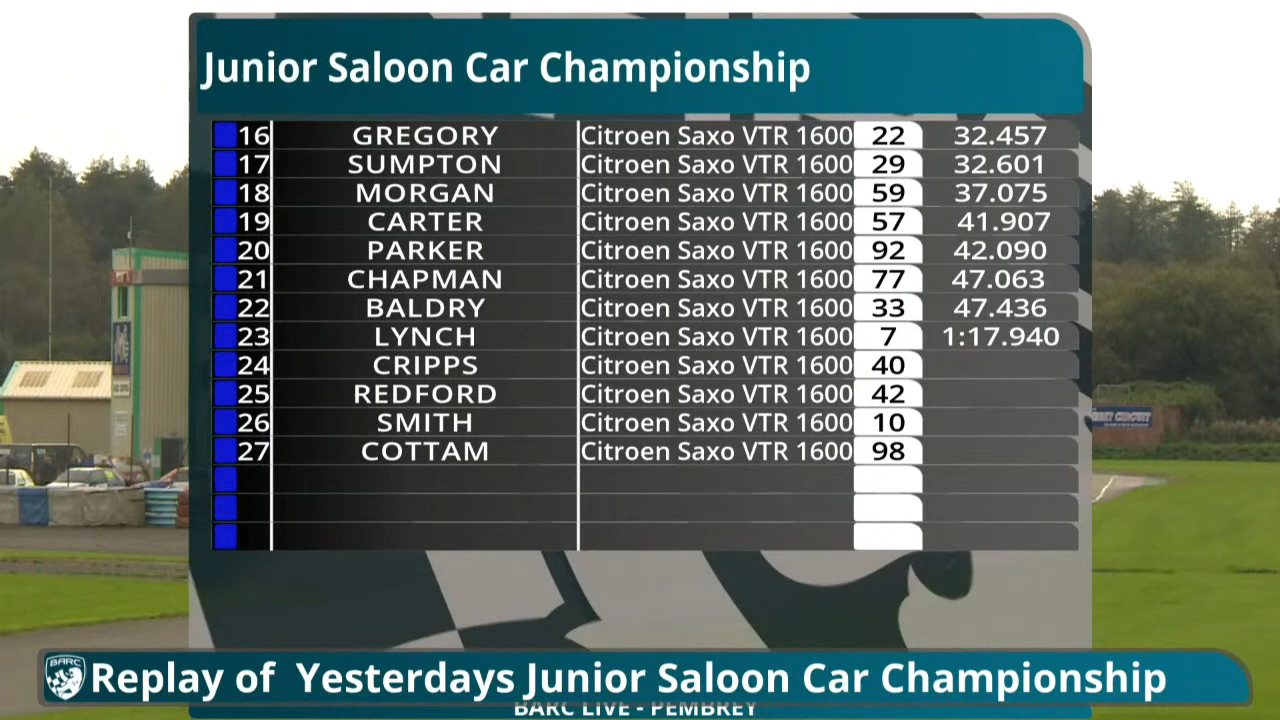 Junior Saloon Car Championship
16 GREGORY Citroen Saxo VTR 1600 22 32.457
17 SUMPTON Citroen Saxo VTR 1600 29 32.601
18 MORGAN Citroen Saxo VTR 1600 59 37.075
19 CARTER Citroen Saxo VTR 1600 57 41.907
20 PARKER Citroen Saxo VTR 1600 92 42.090
21 CHAPMAN Citroen Saxo VTR 1600 77 47.063
22 BALDRY Citroen Saxo VTR 1600 33 47.436
23 LYNCH Citroen Saxo VTR 1600 7 1:17.940
24 CRIPPS Citroen Saxo VTR 1600 40
25 REDFORD Citroen Saxo VTR 1600 42
26 SMITH Citroen Saxo VTR 1600 10
27 COTTAM Citroen Saxo VTR 1600 98
BARC
Replay of  Yesterdays Junior Saloon Car Championship
BARC LIVE - PEMBREY